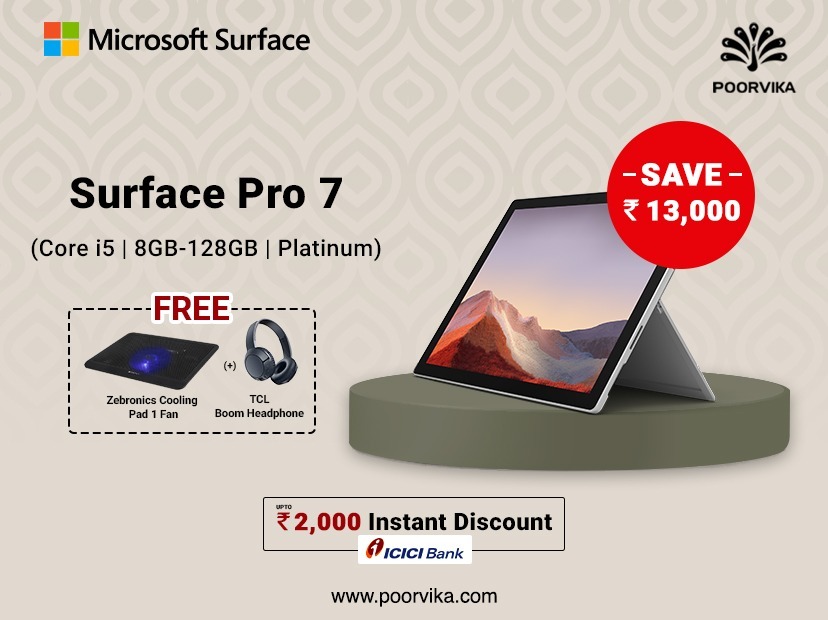 Microsoft Surface
POORVIKA
Surface Pro 7
(Core i5 | 8GB-128GB | Platinum)
- SAVE -
₹ 13,000
FREE
(+)
Zebronics Cooling
Pad 1 Fan
TCL
Boom Headphone
UPTO
₹2,000 Instant Discount
ICICI Bank
www.poorvika.com